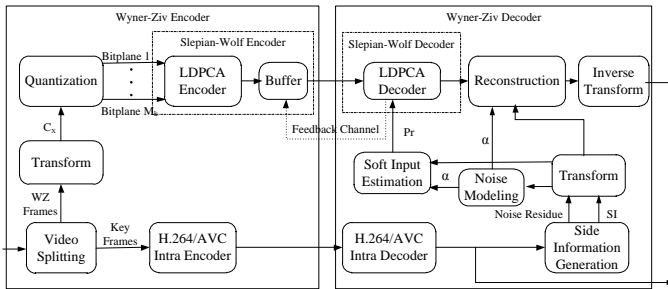 Wyner-Ziv Encoder
Wyner-Ziv Decoder
Slepian-Wolf Encoder
Slepian-Wolf Decoder
Bitplane 1
Quantization
LDPCA
Encoder
Buffer
LDPCA
Decoder
Reconstruction
Inverse
Transform
Bitplane Mk
Cx
Feedback Channel
Pr
α
Transform
Soft Input
Estimation
α
Noise
Modeling
Transform
WZ
Frames
Noise Residue
SI
Video
Splitting
Key
Frames
H.264/AVC
Intra Encoder
H.264/AVC
Intra Decoder
Side
Information
Generation